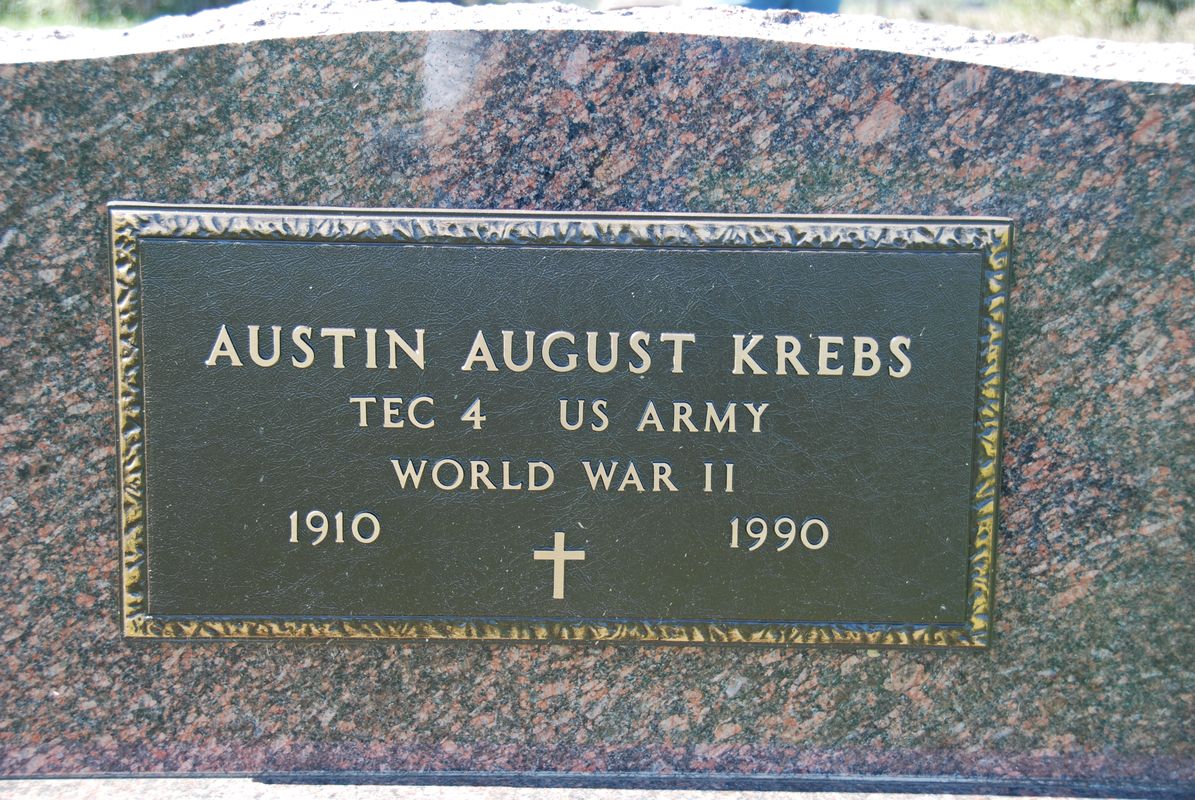 AUSTIN AUGUST KREBS
TEC 4 US ARMY
WORLD WAR II
1910 1990